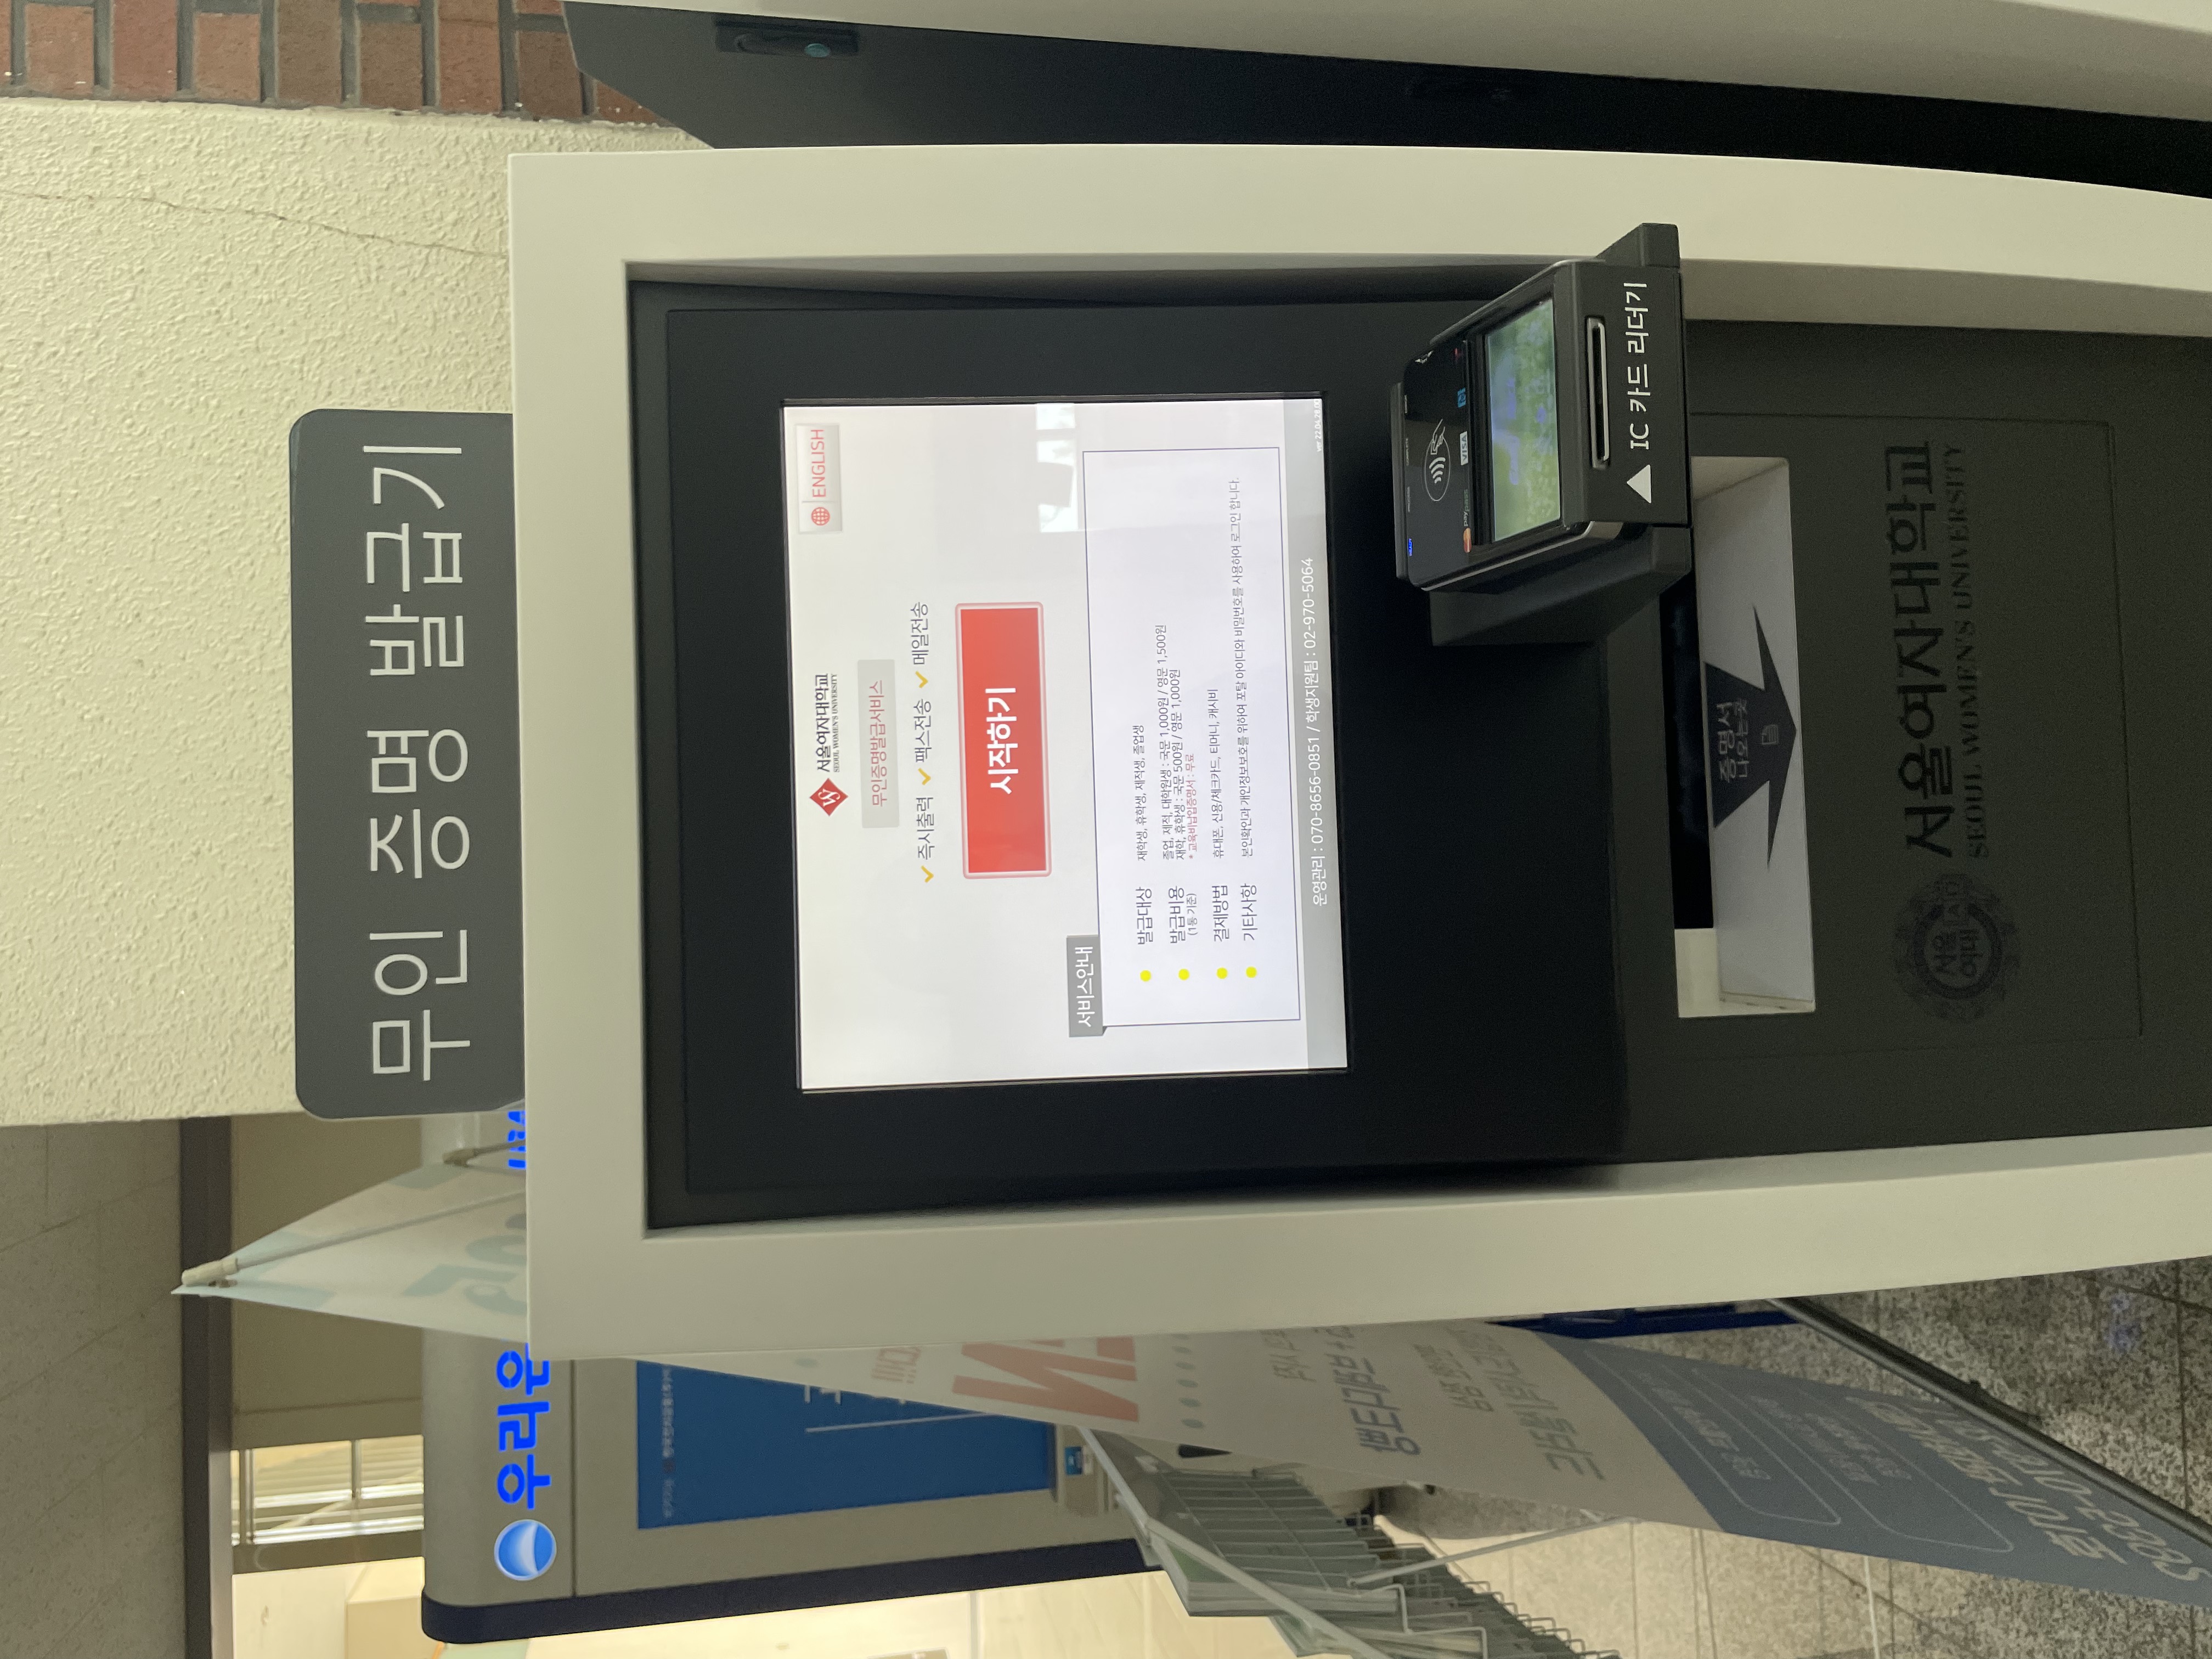 무인 증명 발급기
우리은
서울여자대학교
SEOUL WOMEN'S UNIVERSITY
ENGLISH
무인증명발급서비스
즉시출력 팩스전송 메일전송
시작하기
서비스안내
발급대상 재학생, 휴학생, 제적생, 졸업생
발급비용 졸업, 제적, 대학원생 : 국문 1,000원 / 영문 1,500원
(1통 기준) 재학, 휴학생 : 국문 500원 / 영문 1,000원
* 교육비납입증명서 : 무료
결제방법 휴대폰, 신용/체크카드, 티머니, 캐시비
기타사항 본인확인과 개인정보보호를 위하여 포탈 아이디와 비밀번호를 사용하여 로그인 합니다.
운영관리 : 070-8656-0851 / 학생지원팀 : 02-970-5064
ver 22.04.28.00
VISA
IC 카드 리더기
증명서
나오는곳
서울
여대
서울여자대학교
SEOUL WOMEN'S UNIVERSITY